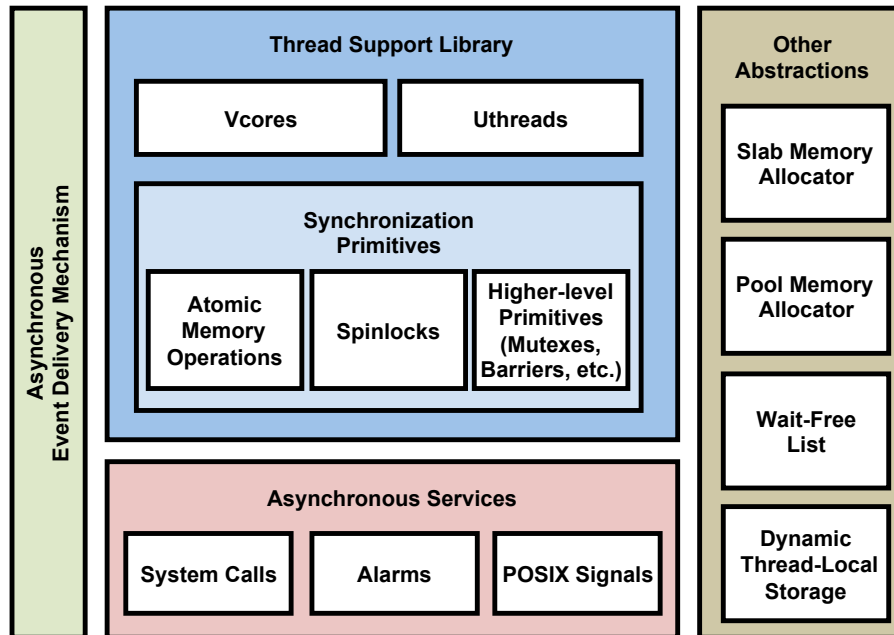 Asynchronous
Event Delivery Mechanism
Thread Support Library
Vcores
Uthreads
Synchronization
Primitives
Atomic
Memory
Operations
Spinlocks
Higher-level
Primitives
(Mutexes,
Barriers, etc.)
Asynchronous Services
System Calls
Alarms
POSIX Signals
Other
Abstractions
Slab Memory
Allocator
Pool Memory
Allocator
Wait-Free
List
Dynamic
Thread-Local
Storage